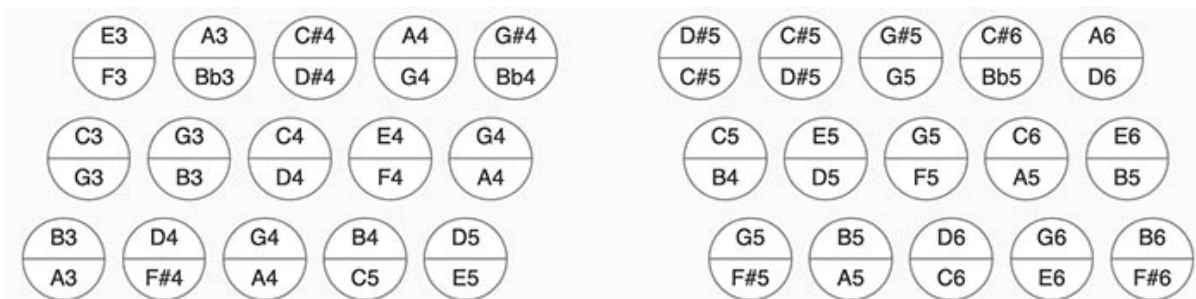 E3 A3 C#4 A4 G#4 D#5 C#5 G#5 C#6 A6
F3 Bb3 D#4 G4 Bb4 C#5 D#5 G5 Bb5 D6
C3 G3 C4 E4 G4 C5 E5 G5 C6 E6
G3 B3 D4 F4 A4 B4 D5 F5 A5 B5
B3 D4 G4 B4 D5 G5 B5 D6 G6 B6
A3 F#4 A4 C5 E5 F#5 A5 C6 E6 F#6